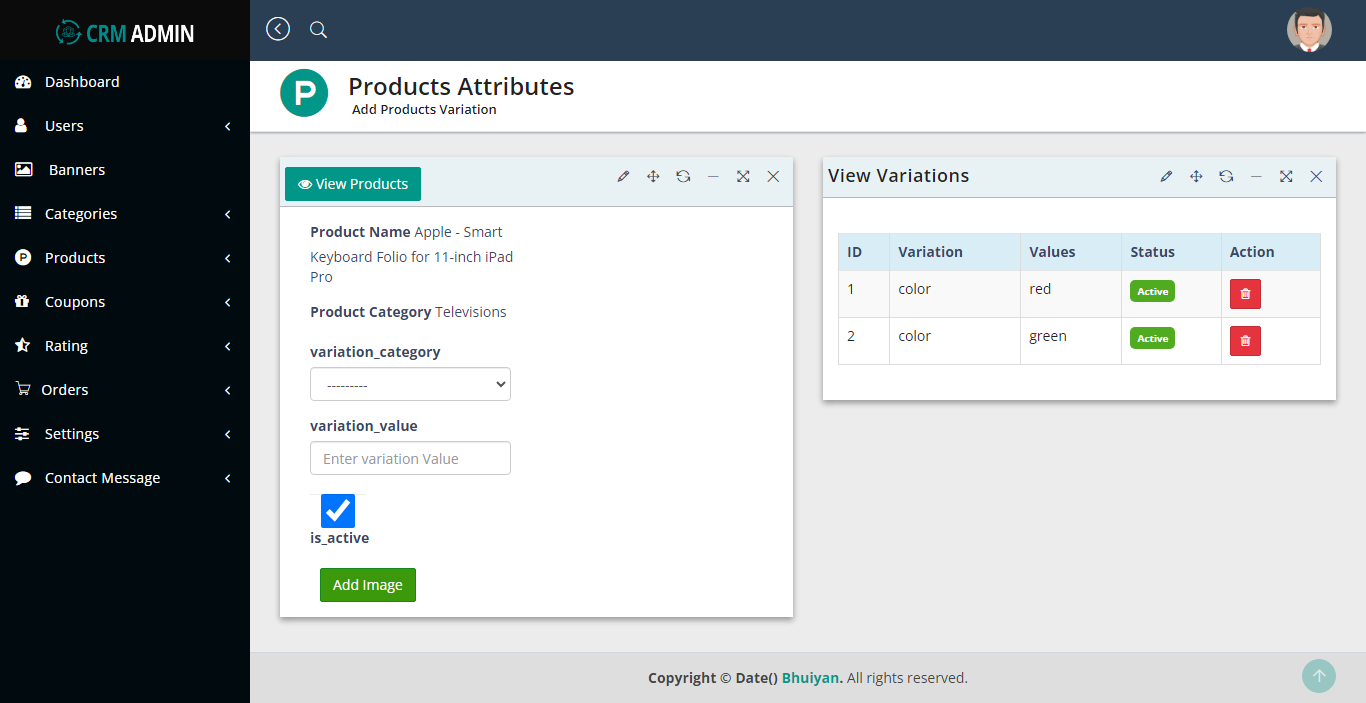 CRM ADMIN
Dashboard
Users
Banners
Categories
Products
Coupons
Rating
Orders
Settings
Contact Message
P
Products Attributes
Add Products Variation
View Products
Product Name Apple - Smart
Keyboard Folio for 11-inch iPad
Pro
Product Category Televisions
variation_category
---------
variation_value
Enter variation Value
is_active
Add Image
View Variations
ID Variation Values Status Action
1 color red Active
2 color green Active
Copyright © Date() Bhuiyan. All rights reserved.